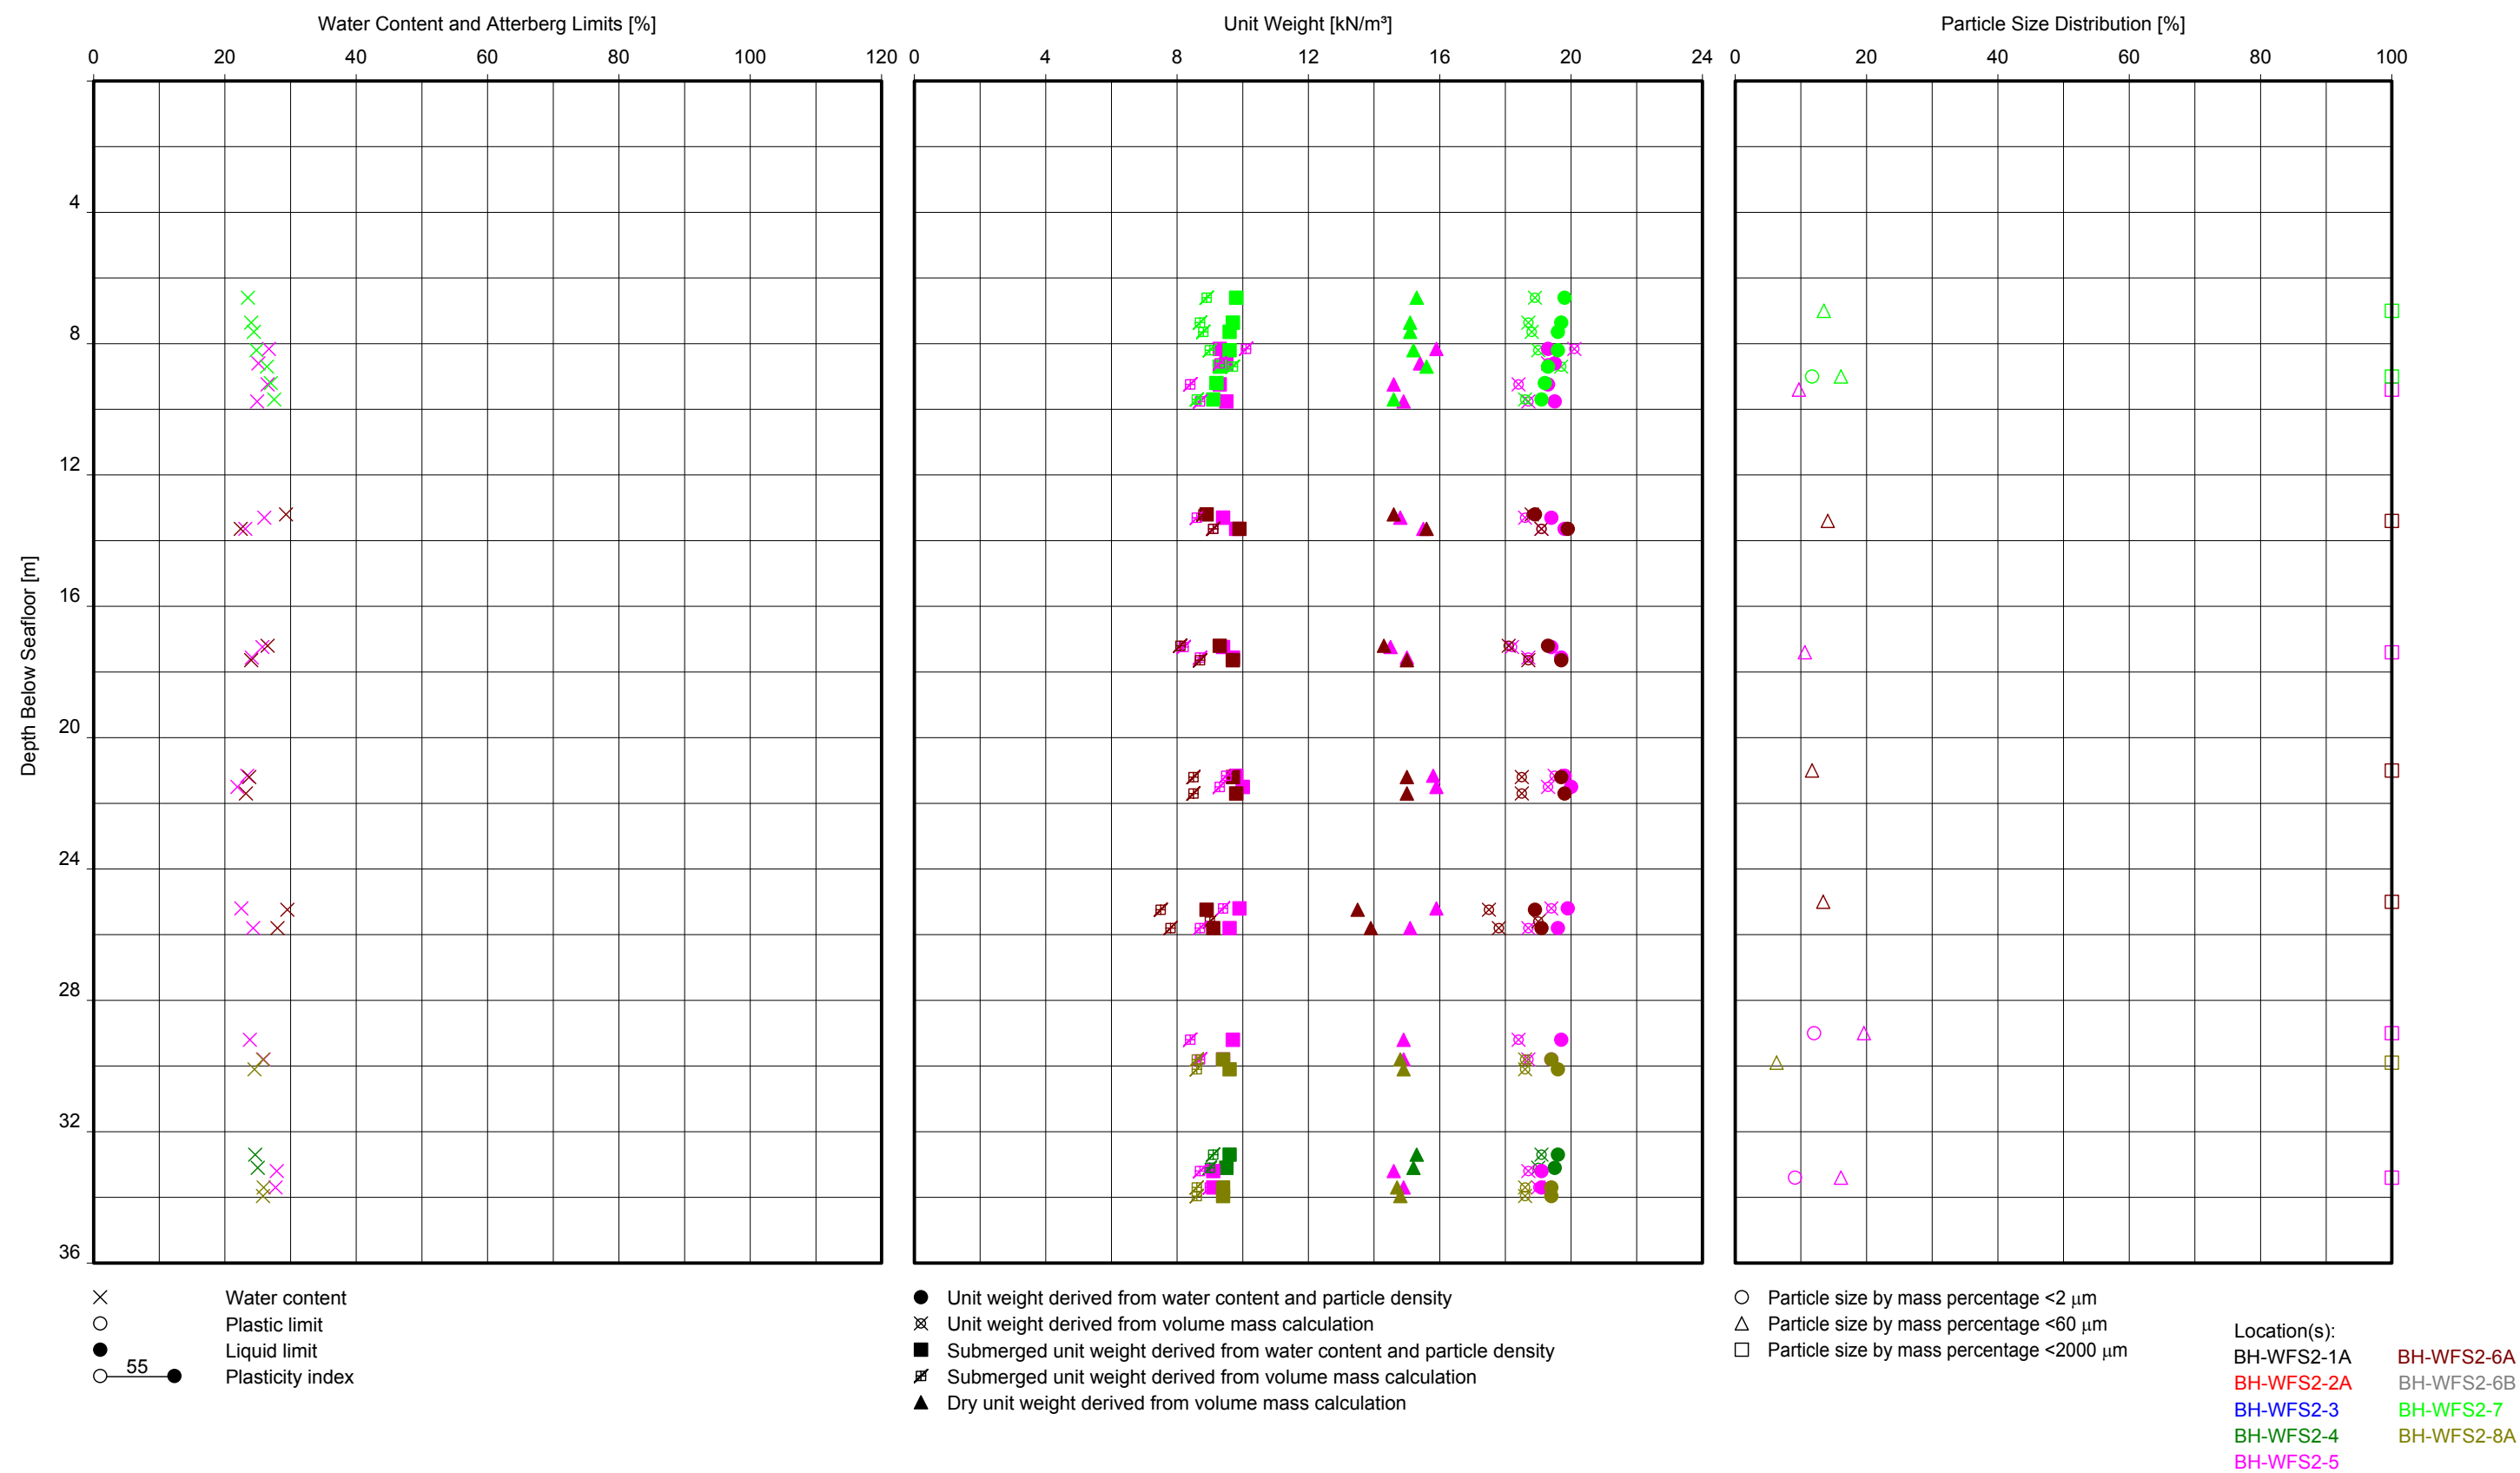 Water Content and Atterberg Limits [%]
Unit Weight [kN/m³]
Particle Size Distribution [%]
0 20 40 60 80 100 120
0 4 8 12 16 20 24
0 20 40 60 80 100
Depth Below Seafloor [m]
4
8
12
16
20
24
28
32
36
Water content
Plastic limit
Liquid limit
55 Plasticity index
Unit weight derived from water content and particle density
Unit weight derived from volume mass calculation
Submerged unit weight derived from water content and particle density
Submerged unit weight derived from volume mass calculation
Dry unit weight derived from volume mass calculation
Particle size by mass percentage <2 μm
Particle size by mass percentage <60 μm
Particle size by mass percentage <2000 μm
Location(s):
BH-WFS2-1A BH-WFS2-6A
BH-WFS2-2A BH-WFS2-6B
BH-WFS2-3 BH-WFS2-7
BH-WFS2-4 BH-WFS2-8A
BH-WFS2-5